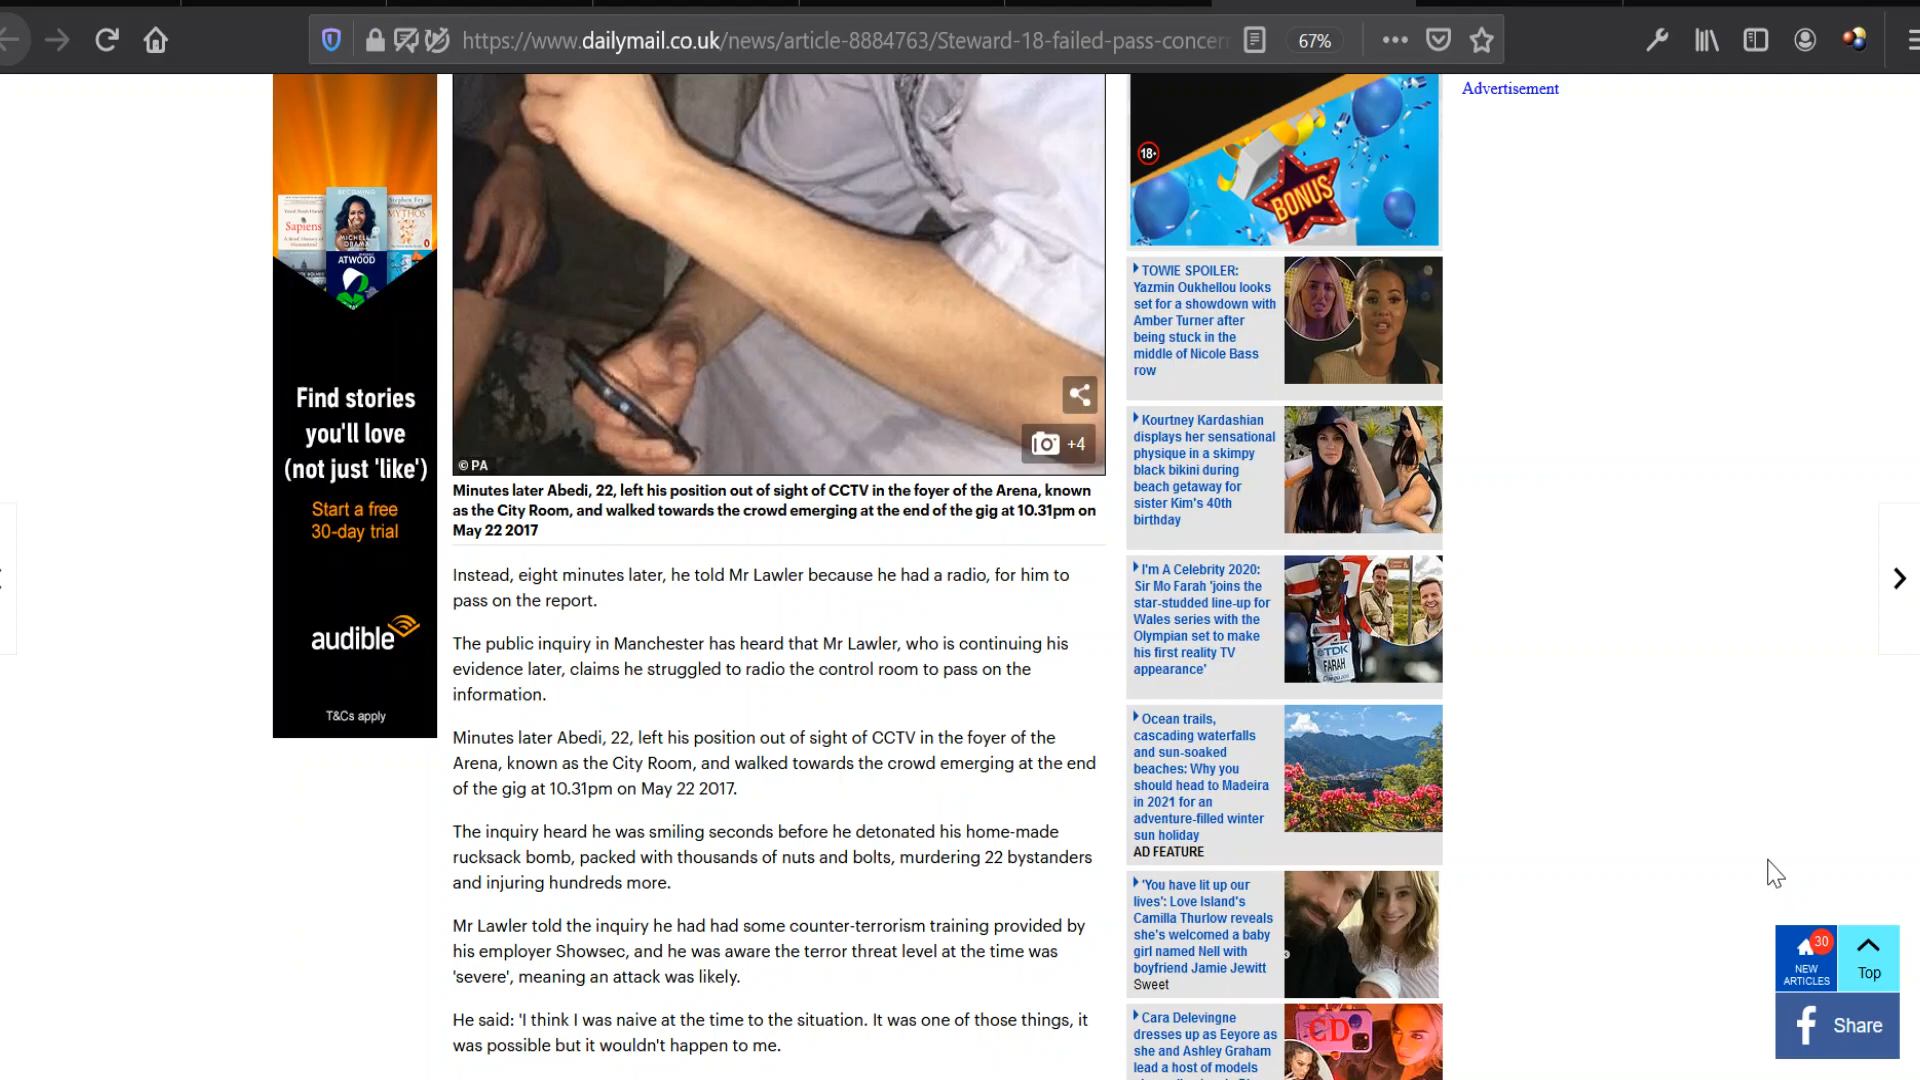 https://www.dailymail.co.uk/news/article-8884763/Steward-18-failed-pass-concer
67%
Sapiens
BECOMING
MICHELLE
OBAMA
Stephen Fry
MYTHOS
ATWOOD
Find stories
you'll love
(not just 'like')
Start a free
30-day trial
audible
T&Cs apply
+4
© PA
Minutes later Abedi, 22, left his position out of sight of CCTV in the foyer of the Arena, known
as the City Room, and walked towards the crowd emerging at the end of the gig at 10.31pm on
May 22 2017
Instead, eight minutes later, he told Mr Lawler because he had a radio, for him to
pass on the report.
The public inquiry in Manchester has heard that Mr Lawler, who is continuing his
evidence later, claims he struggled to radio the control room to pass on the
information.
Minutes later Abedi, 22, left his position out of sight of CCTV in the foyer of the
Arena, known as the City Room, and walked towards the crowd emerging at the end
of the gig at 10.31pm on May 22 2017.
The inquiry heard he was smiling seconds before he detonated his home-made
rucksack bomb, packed with thousands of nuts and bolts, murdering 22 bystanders
and injuring hundreds more.
Mr Lawler told the inquiry he had had some counter-terrorism training provided by
his employer Showsec, and he was aware the terror threat level at the time was
'severe', meaning an attack was likely.
He said: 'I think I was naive at the time to the situation. It was one of those things, it
was possible but it wouldn't happen to me.
18+
BONUS
TOWIE SPOILER:
Yazmin Oukhellou looks
set for a showdown with
Amber Turner after
being stuck in the
middle of Nicole Bass
row
Kourtney Kardashian
displays her sensational
physique in a skimpy
black bikini during
beach getaway for
sister Kim's 40th
birthday
I'm A Celebrity 2020:
Sir Mo Farah 'joins the
star-studded line-up for
Wales series with the
Olympian set to make
his first reality TV
appearance'
TDK
FARAH
Ocean trails,
cascading waterfalls
and sun-soaked
beaches: Why you
should head to Madeira
in 2021 for an
adventure-filled winter
sun holiday
AD FEATURE
'You have lit up our
lives': Love Island's
Camilla Thurlow reveals
she's welcomed a baby
girl named Nell with
boyfriend Jamie Jewitt
Sweet
Cara Delevingne
dresses up as Eeyore as
she and Ashley Graham
lead a host of models
CD
Advertisement
30
NEW
ARTICLES
Top
Share